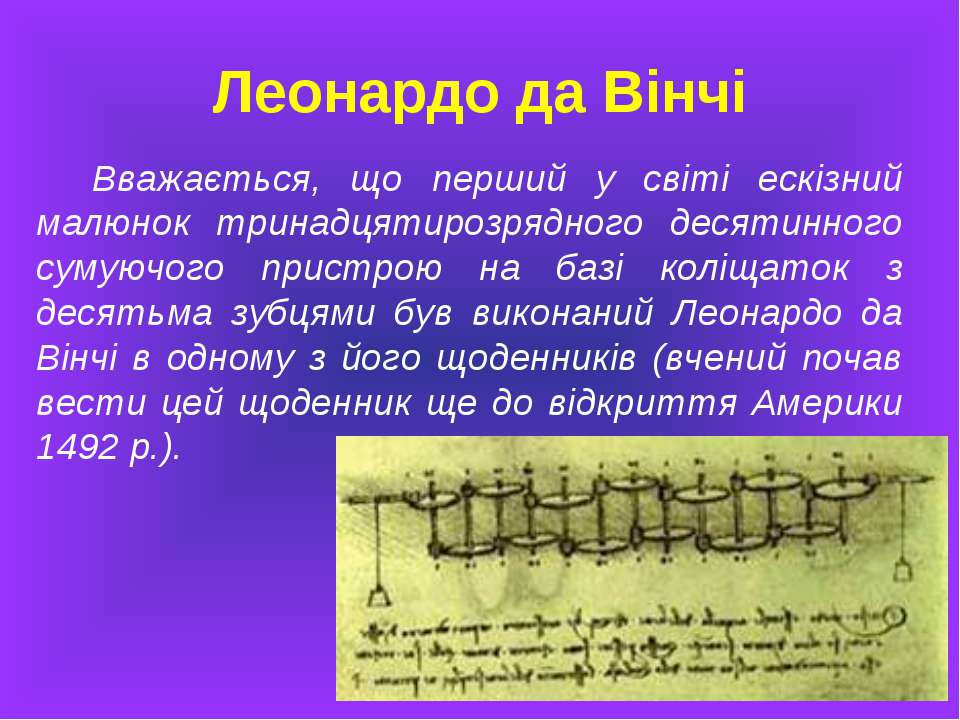 Леонардо да Вінчі
Вважається, що перший у світі ескізний
малюнок тринадцятирозрядного десятинного
сумуючого пристрою на базі коліщаток з
десятьма зубцями був виконаний Леонардо да
Вінчі в одному з його щоденників (вчений почав
вести цей щоденник ще до відкриття Америки
1492 р.).